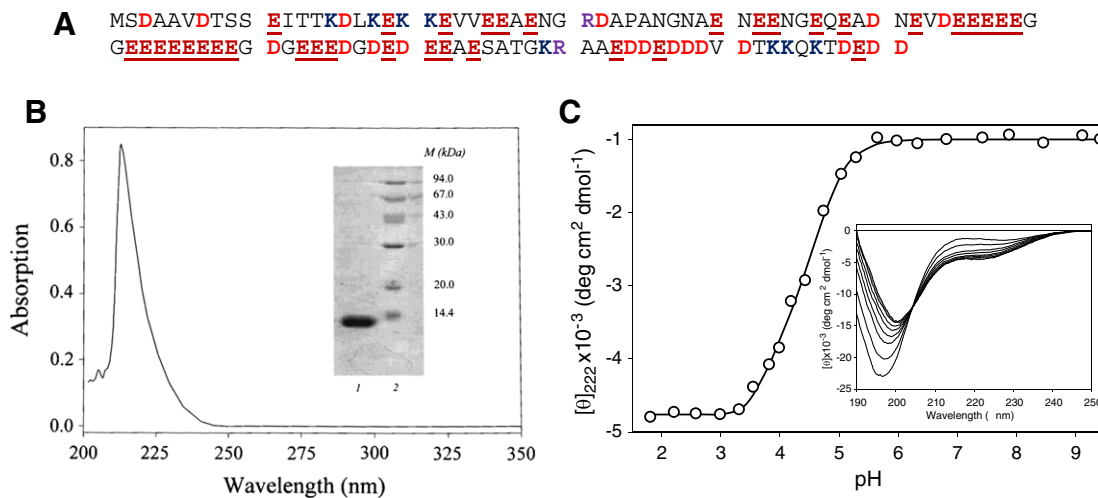 A
MSDAAVDTSS EITTKDLKEK KEVVEEAENG RDAPANGNAE NEENGEQEAD NEVDEEEEEG
GEEEEEEEEG DGEEEDGDED EEAESATGKR AAEDDEDDDV DTKKQKTDED D
B
Absorption
0.8
0.6
0.4
0.2
0.0
200 225 250 275 300 325 350
Wavelength (nm)
M (kDa)
94.0
67.0
43.0
30.0
20.0
14.4
1 2
C
[θ]222 x10-3 (deg cm2 dmol-1)
-1
-2
-3
-4
-5
2 3 4 5 6 7 8 9
pH
[θ]x10-3 (deg cm 2 dmol-1)
0
-5
-10
-15
-20
-25
190 200 210 220 230 240 250
Wavelength ( nm)